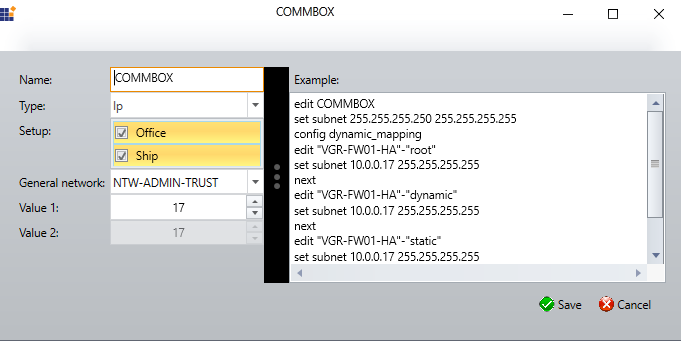 COMMBOX
Name:
COMMBOX
Type:
Ip
Setup:
Office
Ship
General network:
NTW-ADMIN-TRUST
Value 1:
17
Value 2:
17
Example:
edit COMMBOX
set subnet 255.255.255.250 255.255.255.255
config dynamic_mapping
edit "VGR-FW01-HA"-"root"
set subnet 10.0.0.17 255.255.255.255
next
edit "VGR-FW01-HA"-"dynamic"
set subnet 10.0.0.17 255.255.255.255
next
edit "VGR-FW01-HA"-"static"
set subnet 10.0.0.17 255.255.255.255
Save
Cancel